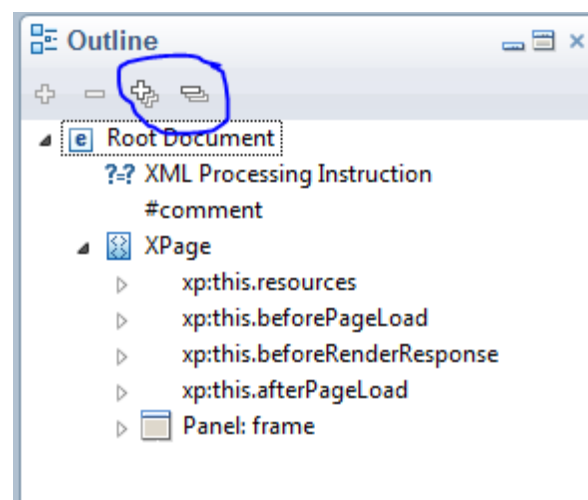 Outline
Root Document
?=? XML Processing Instruction
#comment
XPage
xp:this.resources
xp:this.beforePageLoad
xp:this.beforeRenderResponse
xp:this.afterPageLoad
Panel: frame